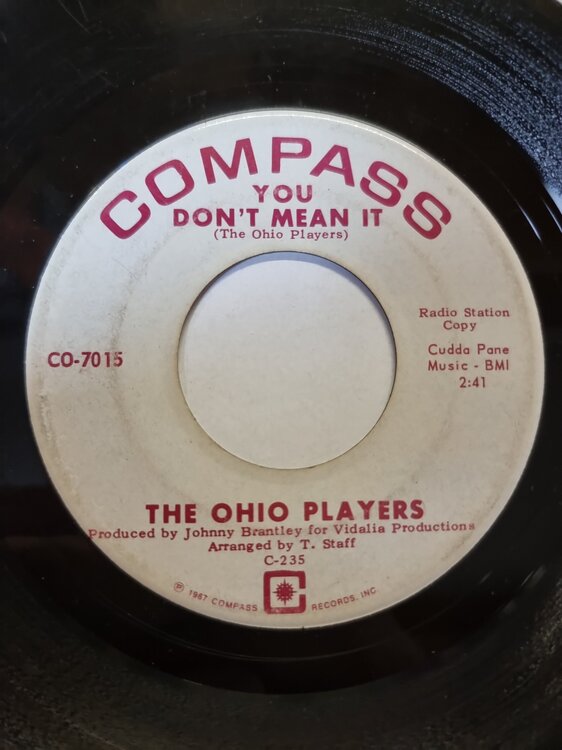 COMPASS
YOU
DON'T MEAN IT
(The Ohio Players)
Radio Station
Copy
CO-7015
Cudda Pane
Music - BMI
2:41
THE OHIO PLAYERS
Produced by Johnny Brantley for Vidalia Productions
Arranged by T. Staff
C-235
℗ 1967 COMPASS RECORDS, INC.